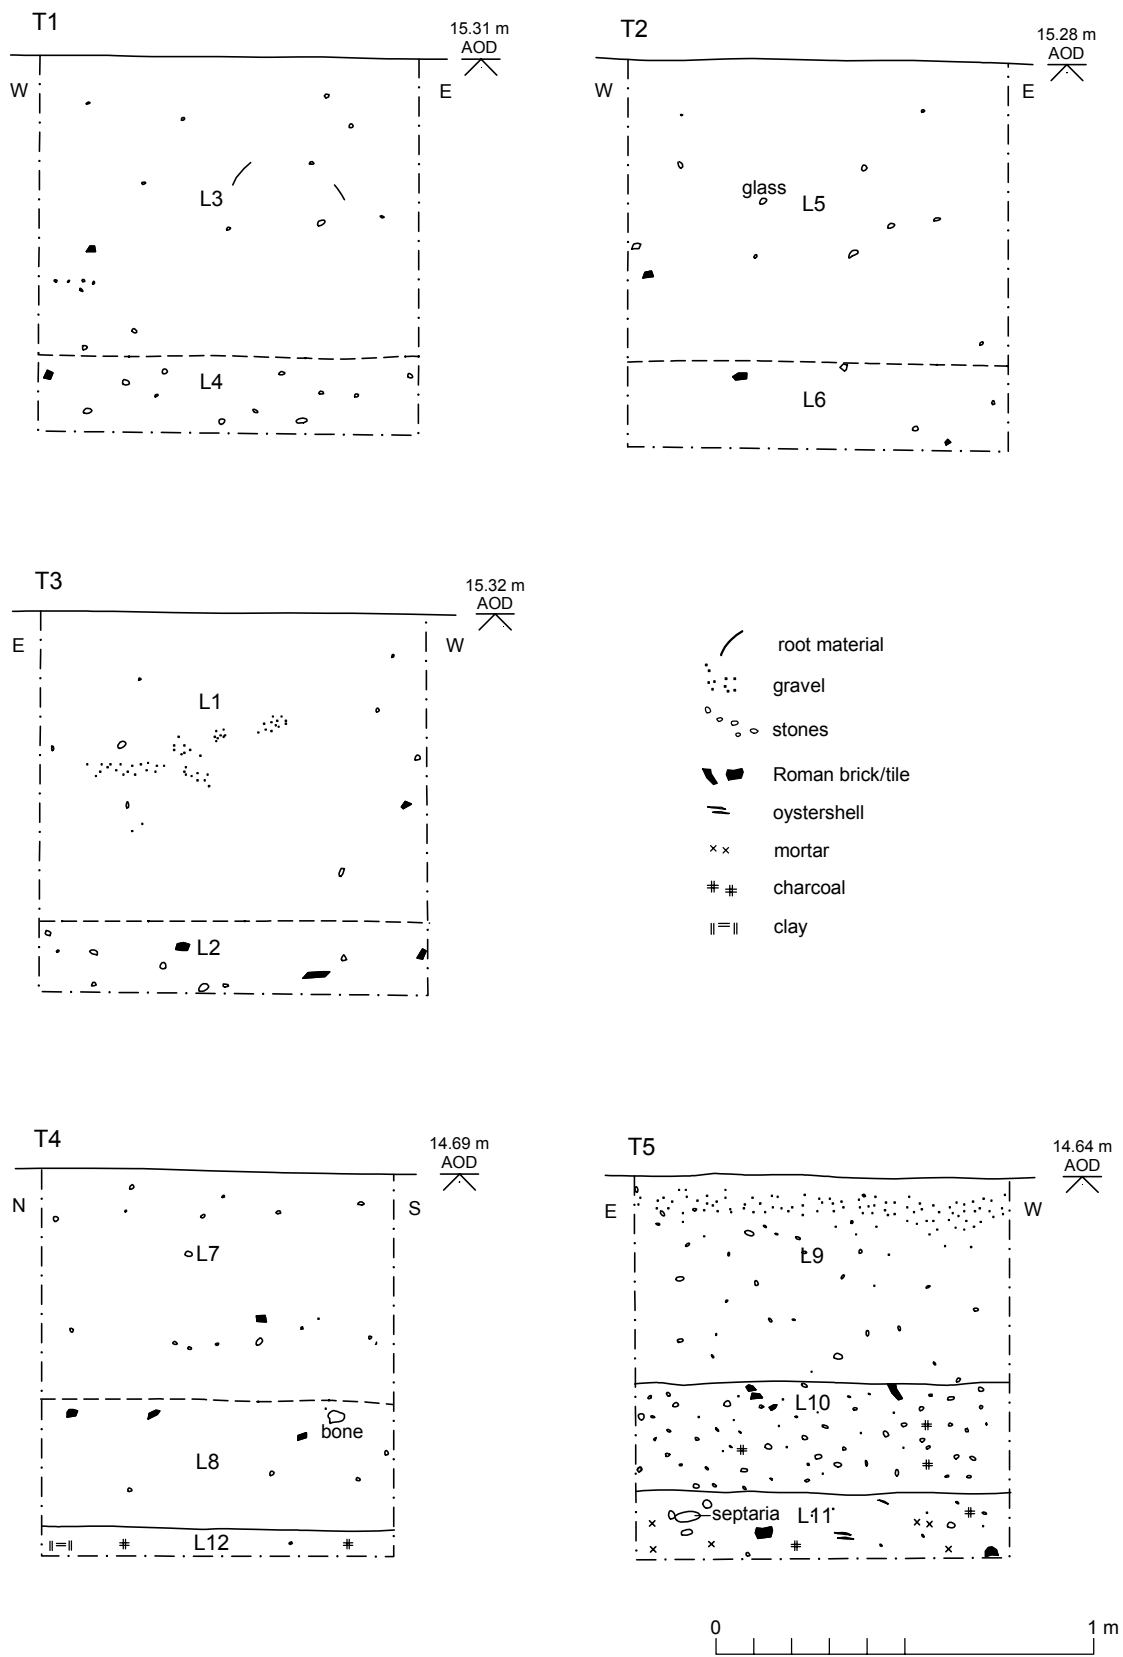 T1
15.31 m
AOD
W
E
L3
L4
T2
15.28 m
AOD
W
E
glass
L5
L6
T3
15.32 m
AOD
E
W
L1
L2
root material
gravel
stones
Roman brick/tile
oystershell
mortar
charcoal
clay
T4
14.69 m
AOD
N
S
L7
bone
L8
L12
T5
14.64 m
AOD
E
W
L9
L10
septaria
L11
0
1 m